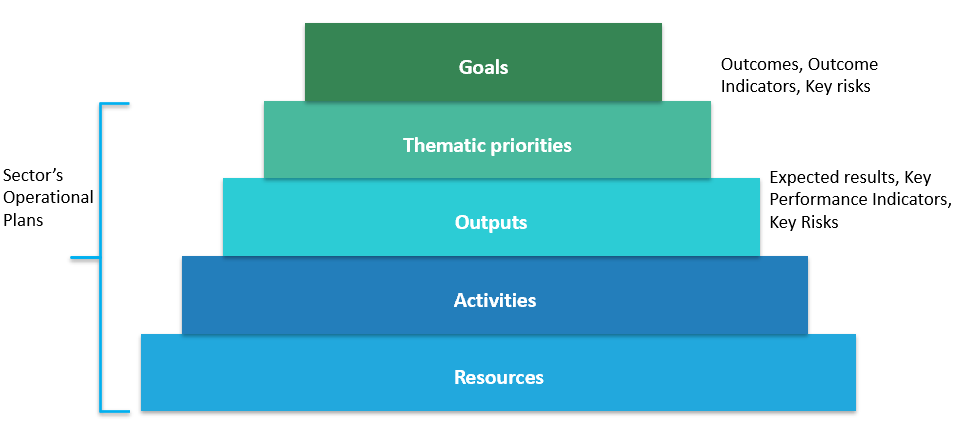 Goals
Outcomes, Outcome
Indicators, Key risks
Thematic priorities
Sector’s
Operational
Plans
Expected results, Key
Performance Indicators,
Key Risks
Outputs
Activities
Resources